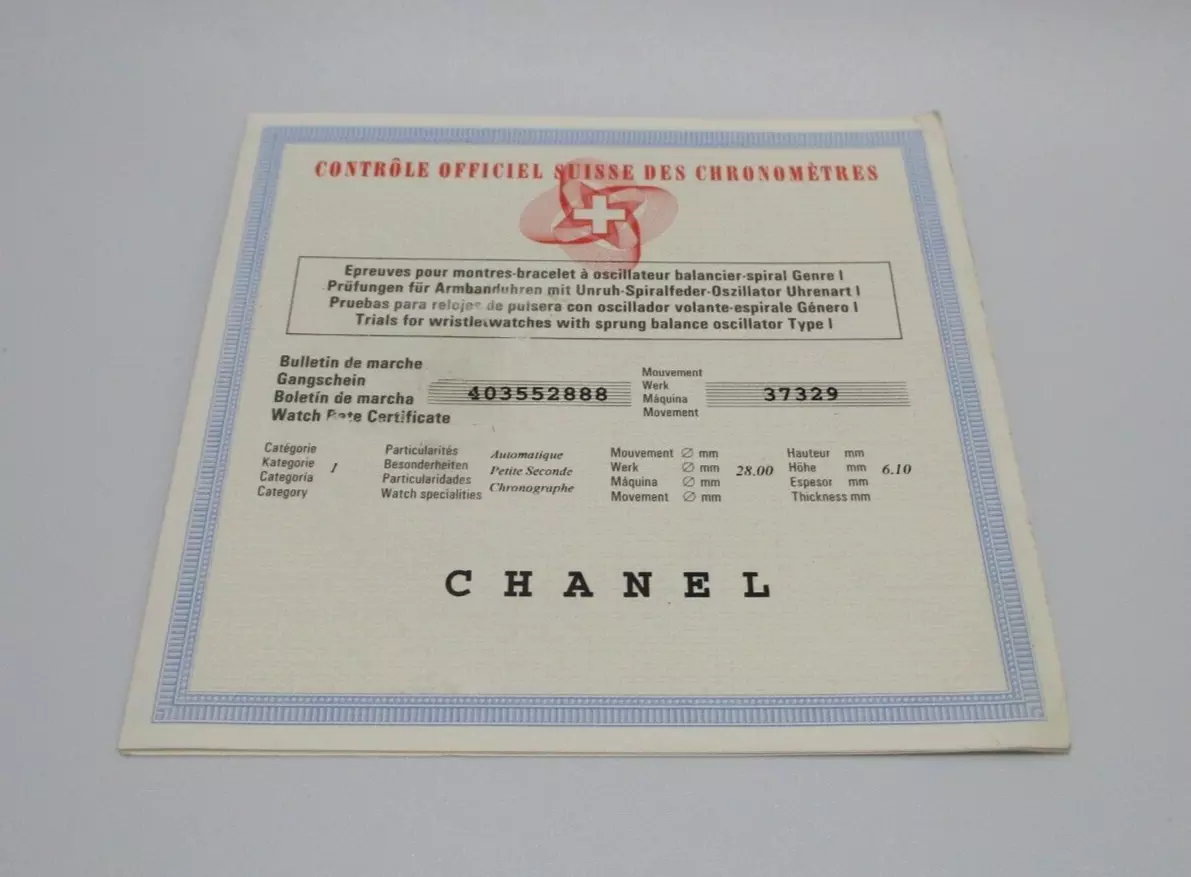 CONTRÔLE OFFICIEL SUISSE DES CHRONOMÈTRES
Epreuves pour montres-bracelet à oscillateur balancier-spiral Genre I
Prüfungen für Armbanduhren mit Unruh-Spiralfeder-Oszillator Uhrenart I
Pruebas para relojes de pulsera con oscillador volante-espirale Género I
Trials for wristlet-watches with sprung balance oscillator Type I
Bulletin de marche
Gangschein
Boletín de marcha
Watch Rate Certificate
403552888
Mouvement
Werk
Máquina
Movement
37329
Catégorie
Kategorie
Categoria
Category
1
Particularités
Besonderheiten
Particularidades
Watch specialities
Automatique
Petite Seconde
Chronographe
Mouvement ∅ mm
Werk ∅ mm
Máquina ∅ mm
Movement ∅ mm
28.00
Hauteur mm
Höhe mm
Espesor mm
Thickness mm
6.10
CHANEL